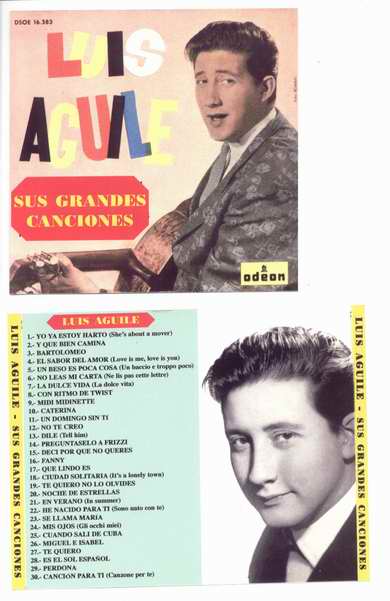 DSOE 16.383
LUIS
AGUILE
SUS GRANDES
CANCIONES
odeon
LUIS AGUILE - SUS GRANDES CANCIONES
LUIS AGUILE
1.- YO YA ESTOY HARTO (She's about a mover)
2.- Y QUE BIEN CAMINA
3.- BARTOLOMEO
4.- EL SABOR DEL AMOR (Love is me, love is you)
5.- UN BESO ES POCA COSA (Un baccio e troppo poco)
6.- NO LEAS MI CARTA (Ne lis pas cette lettre)
7.- LA DULCE VIDA (La dolce vita)
8.- CON RITMO DE TWIST
9.- MIDI MIDINETTE
10.- CATERINA
11.- UN DOMINGO SIN TI
12.- NO TE CREO
13.- DILE (Tell him)
14.- PREGUNTASELO A FRIZZI
15.- DECI POR QUE NO QUERES
16.- FANNY
17.- QUE LINDO ES
18.- CIUDAD SOLITARIA (It's a lonely town)
19.- TE QUIERO NO LO OLVIDES
20.- NOCHE DE ESTRELLAS
21.- EN VERANO (In summer)
22.- HE NACIDO PARA TI (Sono nato con te)
23.- SE LLAMA MARIA
24.- MIS OJOS (Gli occhi miei)
25.- CUANDO SALI DE CUBA
26.- MIGUEL E ISABEL
27.- TE QUIERO
28.- ES EL SOL ESPAÑOL
29.- PERDONA
30.- CANCION PARA TI (Canzone per te)
LUIS AGUILE - SUS GRANDES CANCIONES